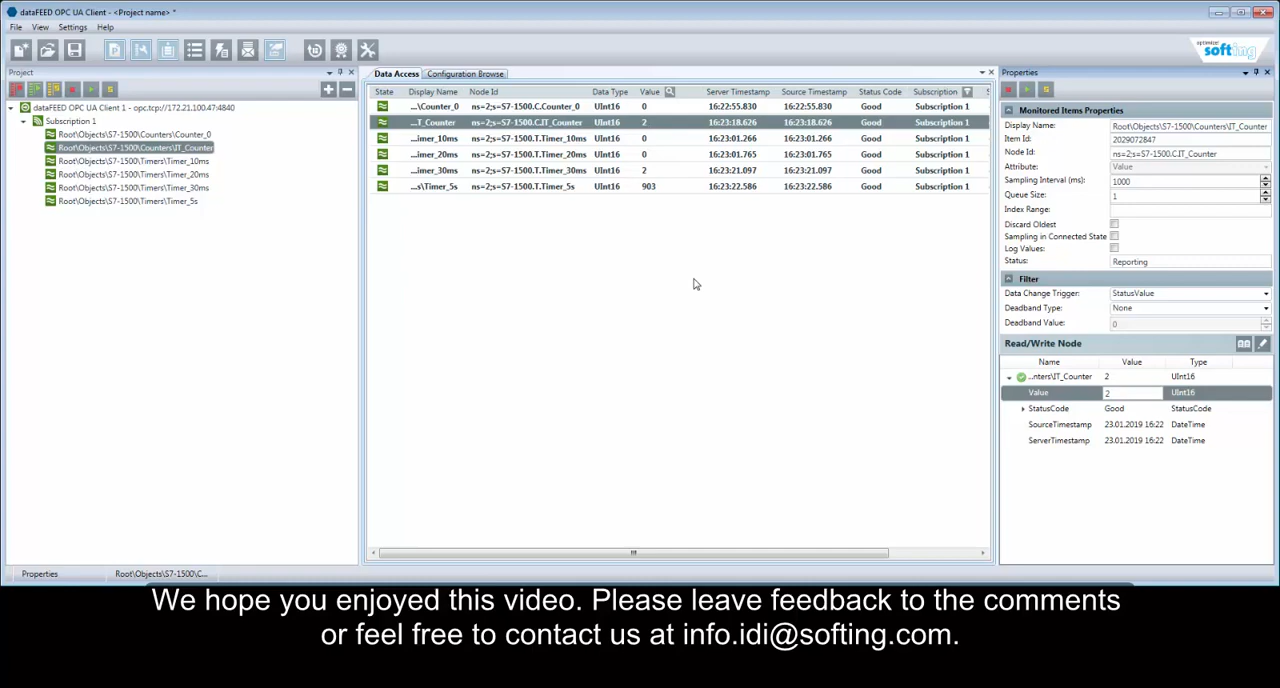 dataFEED OPC UA Client - <Project name> *
File View Settings Help
optimize!
softing
Project
Data Access Configuration Browse
Properties
dataFEED OPC UA Client 1 - opc.tcp://172.21.100.47:4840
Subscription 1
Root\Objects\S7-1500\Counters\Counter_0
Root\Objects\S7-1500\Counters\IT_Counter
Root\Objects\S7-1500\Timers\Timer_10ms
Root\Objects\S7-1500\Timers\Timer_20ms
Root\Objects\S7-1500\Timers\Timer_30ms
Root\Objects\S7-1500\Timers\Timer_5s
State Display Name Node Id Data Type Value Server Timestamp Source Timestamp Status Code Subscription S
...\Counter_0 ns=2;s=S7-1500.C.Counter_0 UInt16 0 16:22:55.830 16:22:55.830 Good Subscription 1
...T_Counter ns=2;s=S7-1500.C.IT_Counter UInt16 2 16:23:18.626 16:23:18.626 Good Subscription 1
...imer_10ms ns=2;s=S7-1500.T.Timer_10ms UInt16 0 16:23:01.266 16:23:01.266 Good Subscription 1
...imer_20ms ns=2;s=S7-1500.T.Timer_20ms UInt16 0 16:23:01.765 16:23:01.765 Good Subscription 1
...imer_30ms ns=2;s=S7-1500.T.Timer_30ms UInt16 2 16:23:21.097 16:23:21.097 Good Subscription 1
...s\Timer_5s ns=2;s=S7-1500.T.Timer_5s UInt16 903 16:23:22.586 16:23:22.586 Good Subscription 1
Monitored Items Properties
Display Name: Root\Objects\S7-1500\Counters\IT_Counter
Item Id: 2029072847
Node Id: ns=2;s=S7-1500.C.IT_Counter
Attribute: Value
Sampling Interval (ms): 1000
Queue Size: 1
Index Range:
Discard Oldest
Sampling in Connected State
Log Values:
Status: Reporting
Filter
Data Change Trigger: StatusValue
Deadband Type: None
Deadband Value: 0
Read/Write Node
Name Value Type
...nters\IT_Counter 2 UInt16
Value 2 UInt16
StatusCode Good StatusCode
SourceTimestamp 23.01.2019 16:22 DateTime
ServerTimestamp 23.01.2019 16:22 DateTime
Properties Root\Objects\S7-1500\C...
We hope you enjoyed this video. Please leave feedback to the comments
or feel free to contact us at info.idi@softing.com.